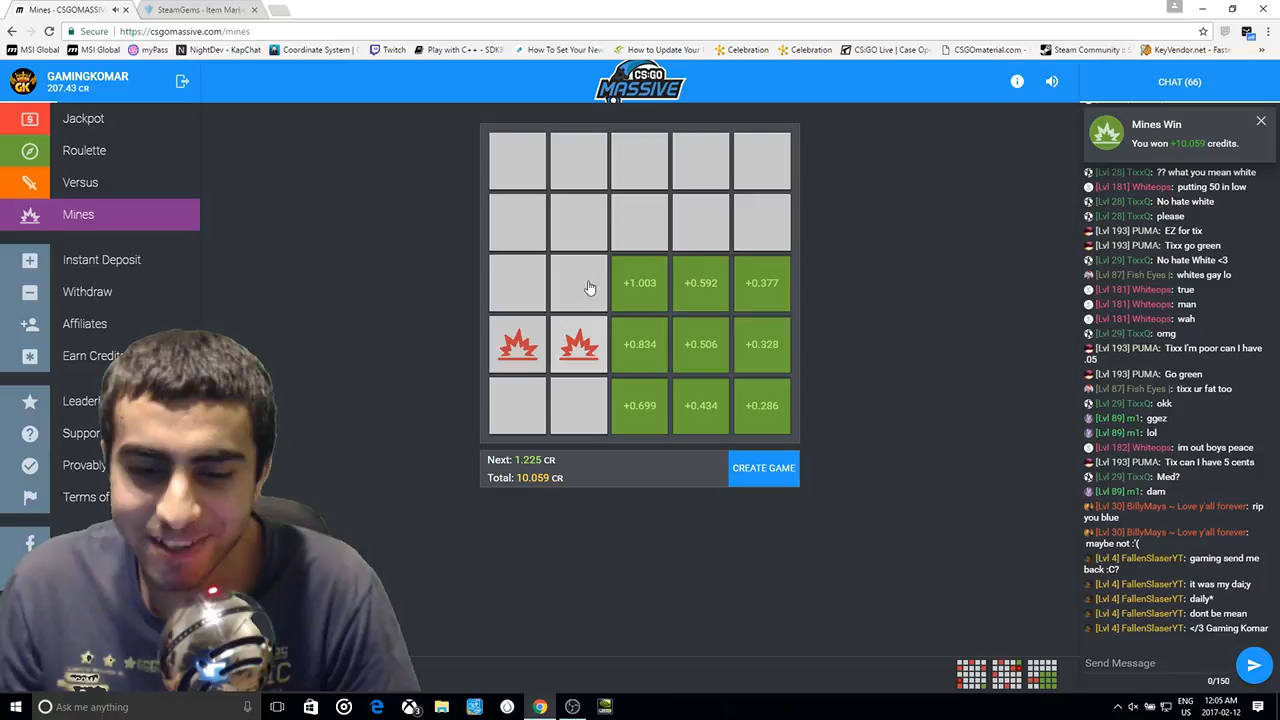 Mines - CSGOMASSIVE
SteamGems - Item Mark
Secure
https://csgomassive.com/mines
MSI Global
MSI Global
myPass
NightDev - KapChat
Coordinate System
Twitch
Play with C++ - SDKB
How To Set Your New
How to Update Your
Celebration
Celebration
CS:GO Live | Case Op
CSGOmaterial.com -
Steam Community ::
KeyVendor.net - Faste
GAMINGKOMAR
207.43 CR
CS:GO
MASSIVE
CHAT (66)
Jackpot
Roulette
Versus
Mines
Instant Deposit
Withdraw
Affiliates
Earn Credits
Leader
Suppor
Provably
Terms of
+1.003
+0.592
+0.377
+0.834
+0.506
+0.328
+0.699
+0.434
+0.286
Next: 1.225 CR
Total: 10.059 CR
CREATE GAME
Mines Win
You won +10.059 credits.
[Lvl 28] TixxQ: ?? what you mean white
[Lvl 181] Whiteops: putting 50 in low
[Lvl 28] TixxQ: No hate white
[Lvl 28] TixxQ: please
[Lvl 193] PUMA: EZ for tix
[Lvl 193] PUMA: Tixx go green
[Lvl 29] TixxQ: No hate White <3
[Lvl 87] Fish Eyes: whites gay lo
[Lvl 181] Whiteops: true
[Lvl 181] Whiteops: man
[Lvl 181] Whiteops: wah
[Lvl 29] TixxQ: omg
[Lvl 193] PUMA: Tixx I'm poor can I have
.05
[Lvl 193] PUMA: Go green
[Lvl 87] Fish Eyes: tixx ur fat too
[Lvl 29] TixxQ: okk
[Lvl 89] m1: ggez
[Lvl 89] m1: lol
[Lvl 182] Whiteops: im out boys peace
[Lvl 193] PUMA: Tix can I have 5 cents
[Lvl 29] TixxQ: Med?
[Lvl 89] m1: dam
[Lvl 30] BillyMays ~ Love y'all forever: rip
you blue
[Lvl 30] BillyMays ~ Love y'all forever:
maybe not :'(
[Lvl 4] FallenSlaserYT: gaming send me
back :C?
[Lvl 4] FallenSlaserYT: it was my dai;y
[Lvl 4] FallenSlaserYT: daily*
[Lvl 4] FallenSlaserYT: dont be mean
[Lvl 4] FallenSlaserYT: </3 Gaming Komar
Send Message
0/150
Ask me anything
ENG
US
12:05 AM
2017-02-12